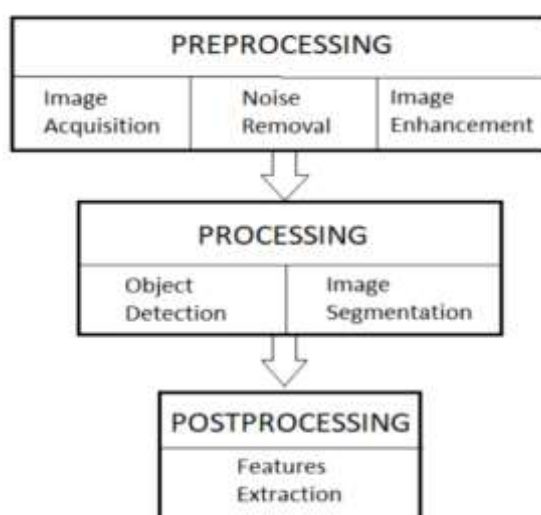 PREPROCESSING
Image Acquisition
Noise Removal
Image Enhancement
PROCESSING
Object Detection
Image Segmentation
POSTPROCESSING
Features Extraction